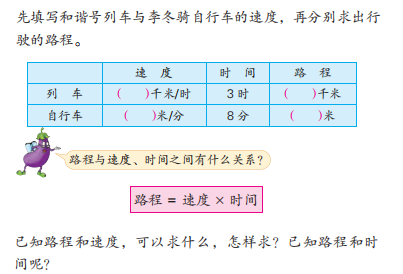 先填写和谐号列车与李冬骑自行车的速度，再分别求出行
驶的路程。
速 度 时 间 路 程
列 车 （ ）千米/时 3时 （ ）千米
自行车 （ ）米/分 8分 （ ）米
路程与速度、时间之间有什么关系？
路程 = 速度 × 时间
已知路程和速度，可以求什么，怎样求？已知路程和时
间呢？